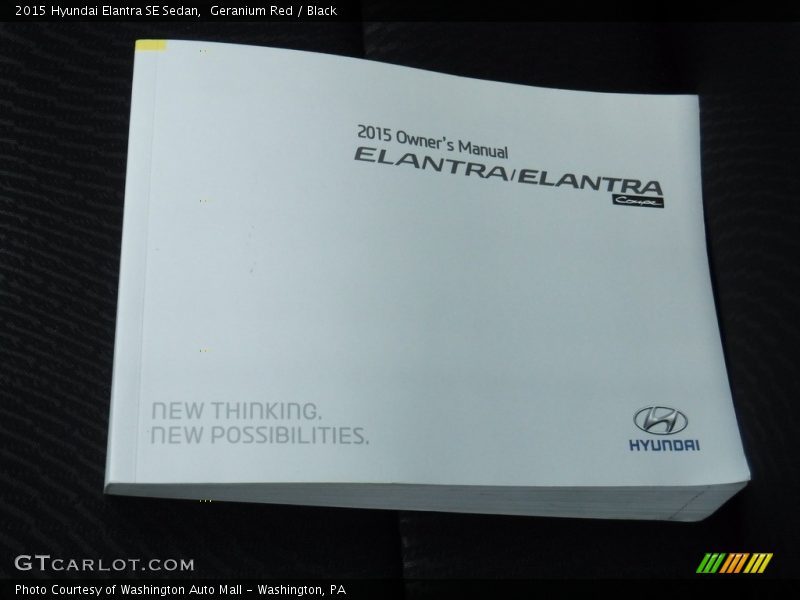 2015 Hyundai Elantra SE Sedan,  Geranium Red / Black
2015 Owner's Manual
ELANTRA/ELANTRA
Coupe
NEW THINKING.
NEW POSSIBILITIES.
HYUNDAI
GTCARLOT.COM
Photo Courtesy of Washington Auto Mall - Washington, PA